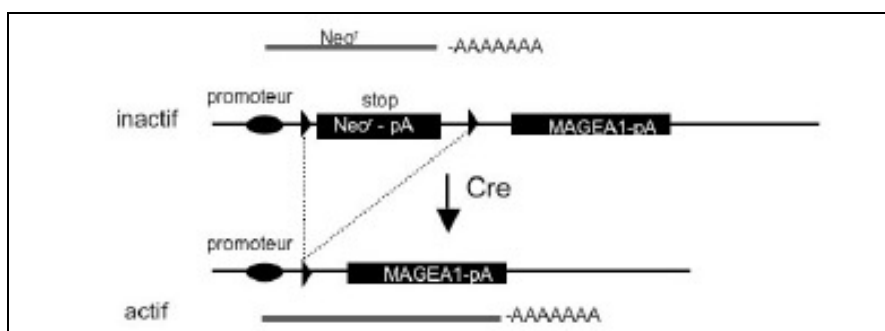 Neoʳ
-AAAAAAA
promoteur
stop
inactif
Neoʳ - pA
MAGEA1-pA
Cre
promoteur
MAGEA1-pA
actif
-AAAAAAA